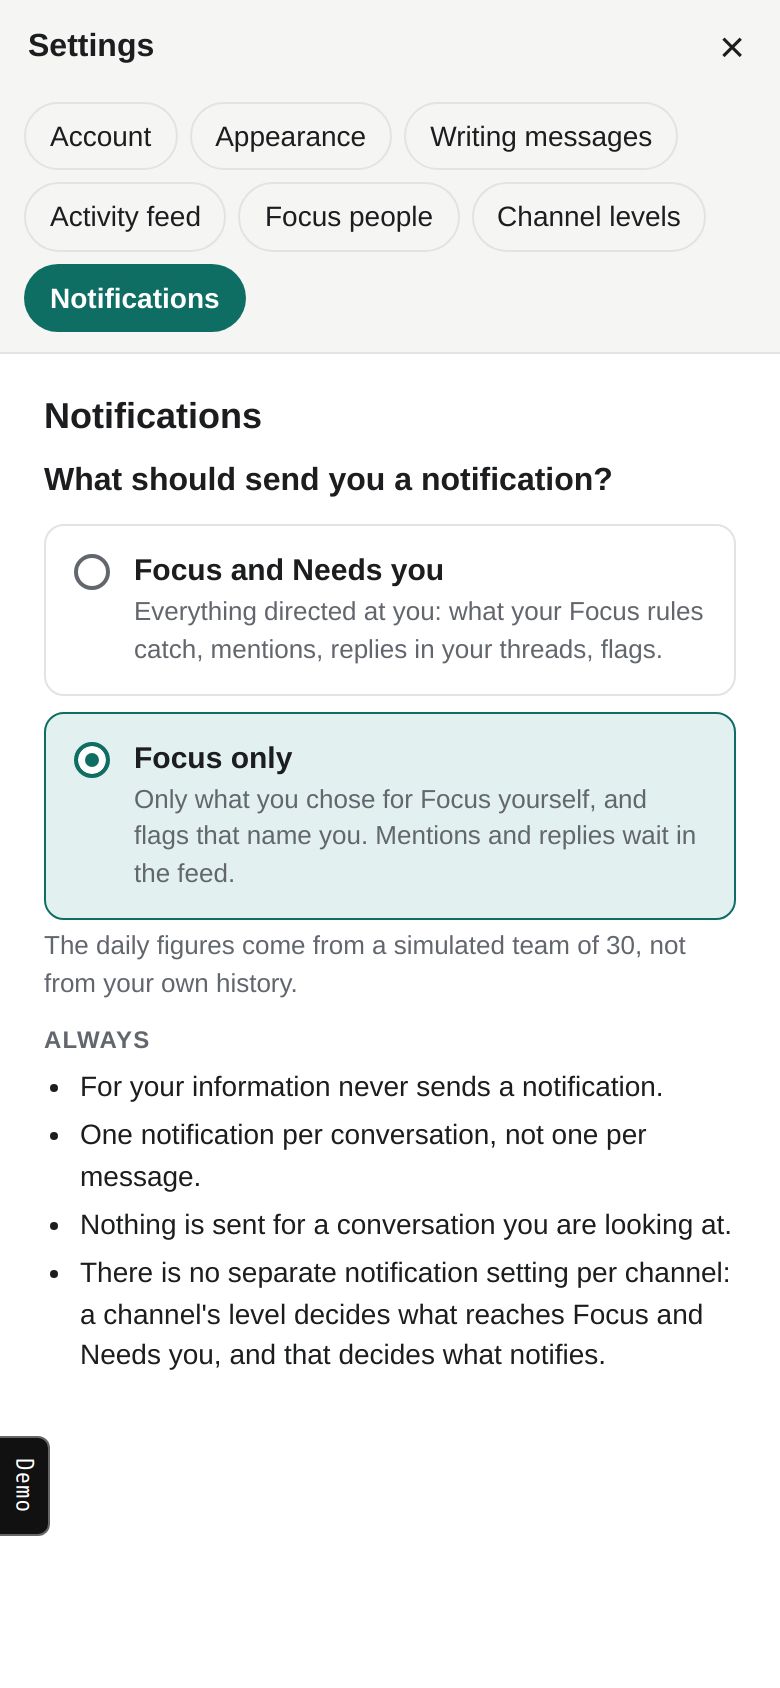 Settings
×
Account
Appearance
Writing messages
Activity feed
Focus people
Channel levels
Notifications
Notifications
What should send you a notification?
Focus and Needs you
Everything directed at you: what your Focus rules
catch, mentions, replies in your threads, flags.
Focus only
Only what you chose for Focus yourself, and
flags that name you. Mentions and replies wait in
the feed.
The daily figures come from a simulated team of 30, not
from your own history.
ALWAYS
• For your information never sends a notification.
• One notification per conversation, not one per
message.
• Nothing is sent for a conversation you are looking at.
• There is no separate notification setting per channel:
a channel's level decides what reaches Focus and
Needs you, and that decides what notifies.
Demo